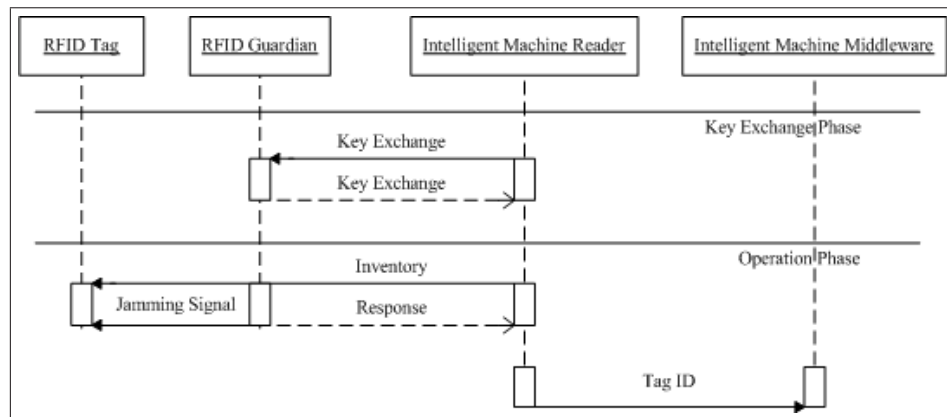 RFID Tag
RFID Guardian
Intelligent Machine Reader
Intelligent Machine Middleware
Key Exchange Phase
Key Exchange
Key Exchange
Operation Phase
Inventory
Jamming Signal
Response
Tag ID